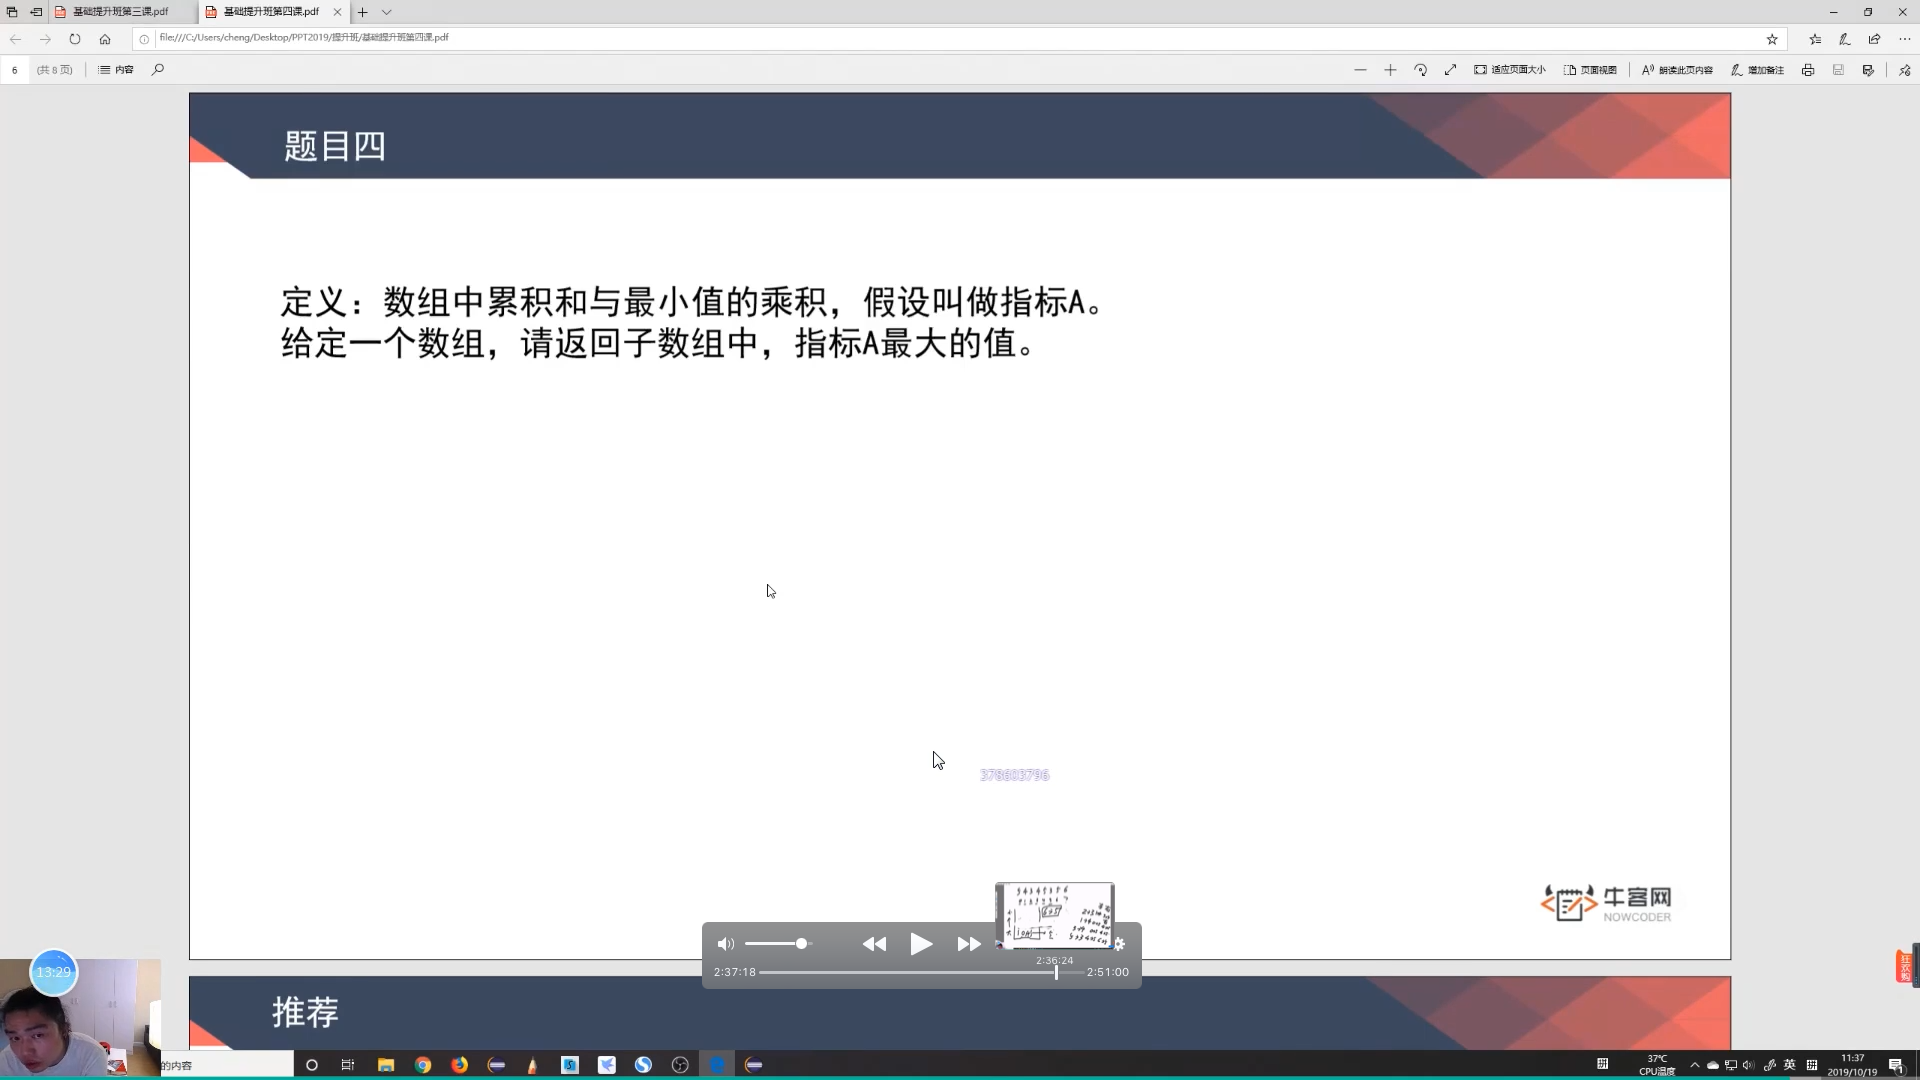 基础提升班第三课.pdf
基础提升班第四课.pdf
file:///C:/Users/cheng/Desktop/PPT2019/提升班/基础提升班第四课.pdf
6 (共 8 页) 内容
适应页面大小 页面视图 朗读此页内容 增加备注
题目四
定义：数组中累积和与最小值的乘积，假设叫做指标A。
给定一个数组，请返回子数组中，指标A最大的值。
378603796
牛客网
NOWCODER
2:36:24
2:37:18
2:51:00
狂欢购
13:29
推荐
的内容
37℃
CPU温度
英
11:37
2019/10/19